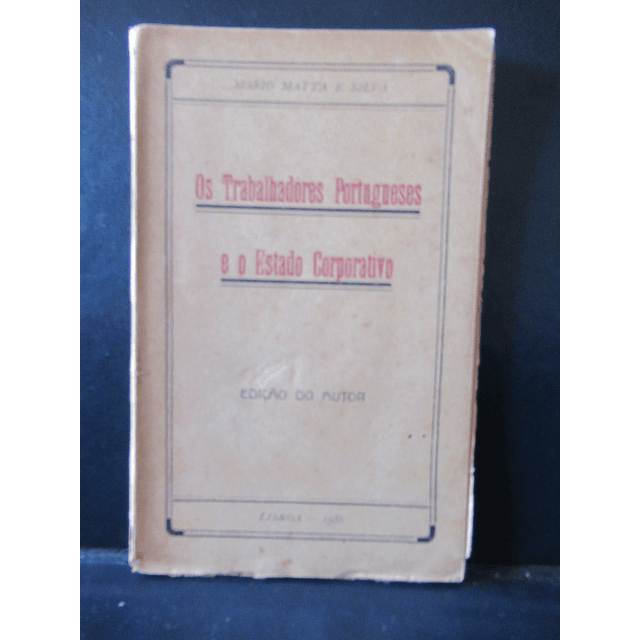 MARIO MATTA E SILVA
Os Trabalhadores Portugueses
e o Estado Corporativo
EDIÇÃO DO AUTOR
LISBOA